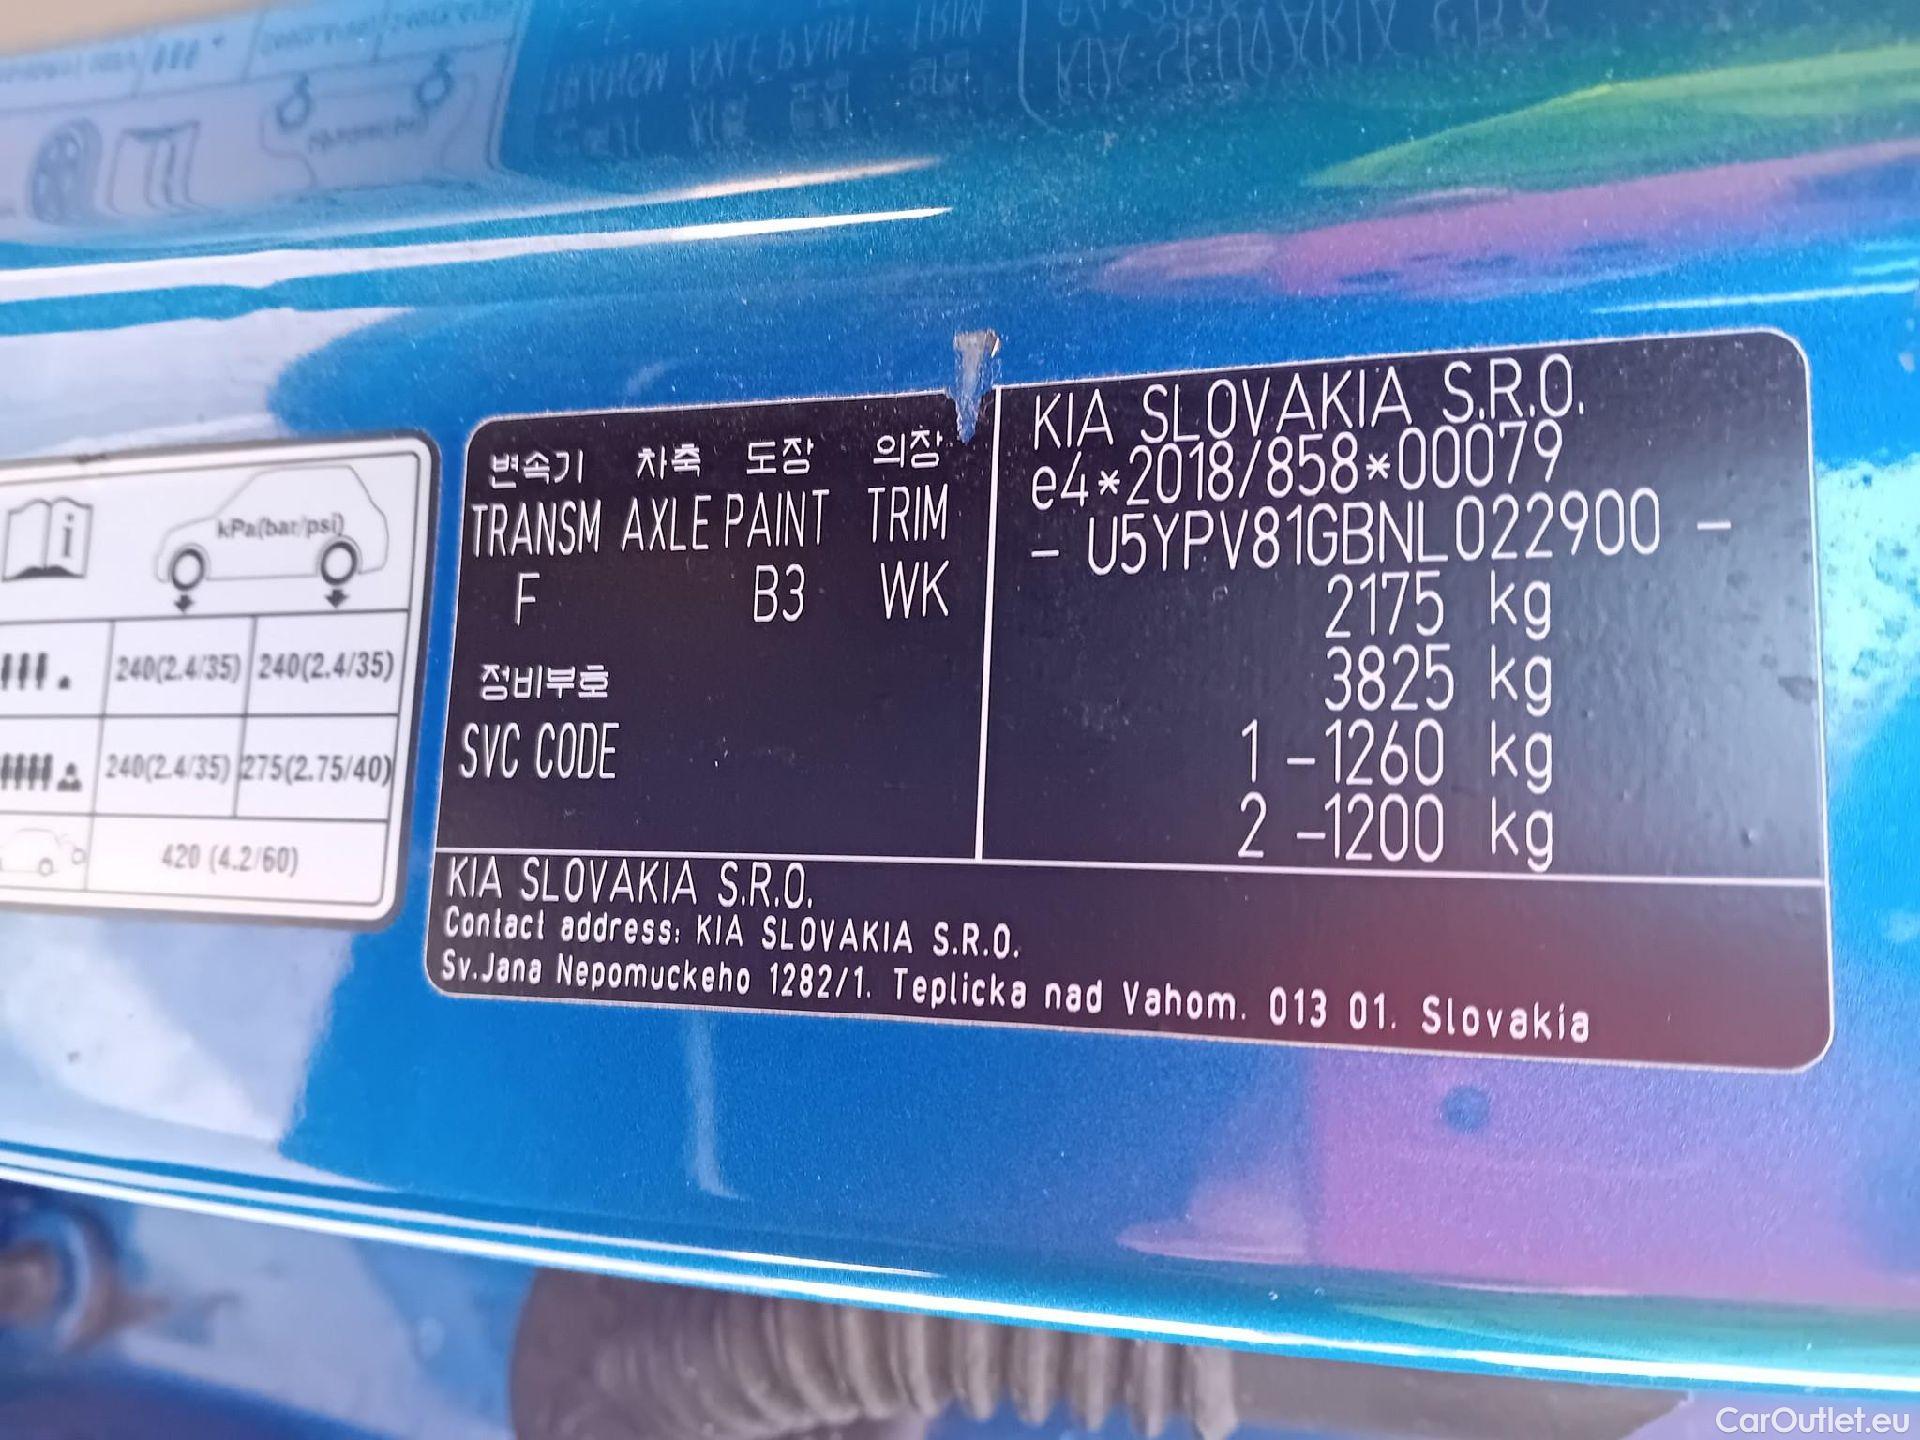 kPa(bar/psi)
240(2.4/35) 240(2.4/35)
240(2.4/35) 275(2.75/40)
420 (4.2/60)
변속기 차축 도장 의장
TRANSM AXLE PAINT TRIM
F B3 WK
정비부호
SVC CODE
KIA SLOVAKIA S.R.O.
e4*2018/858*00079
- U5YPV81GBNL022900 -
2175 kg
3825 kg
1 -1260 kg
2 -1200 kg
KIA SLOVAKIA S.R.O.
Contact address: KIA SLOVAKIA S.R.O.
Sv.Jana Nepomuckeho 1282/1. Teplicka nad Vahom. 013 01. Slovakia
CarOutlet.eu